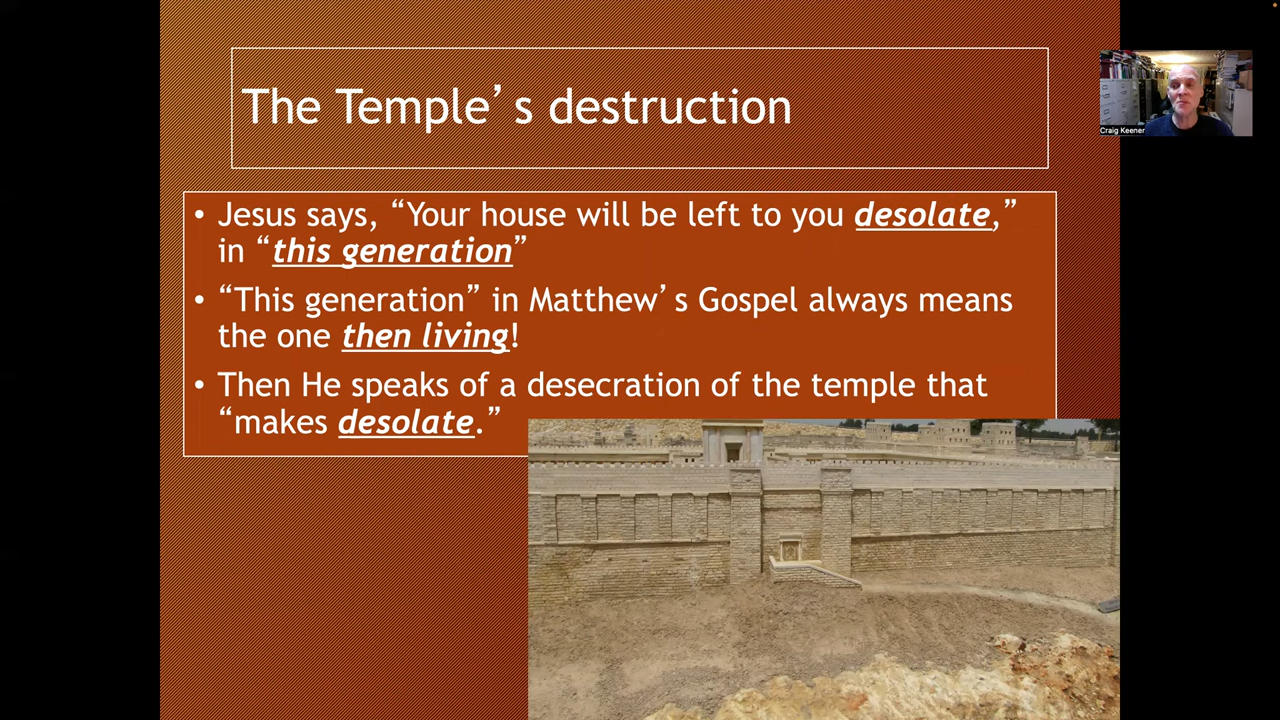 The Temple’s destruction
Craig Keener
• Jesus says, “Your house will be left to you desolate,”
in “this generation”
• “This generation” in Matthew’s Gospel always means
the one then living!
• Then He speaks of a desecration of the temple that
“makes desolate.”